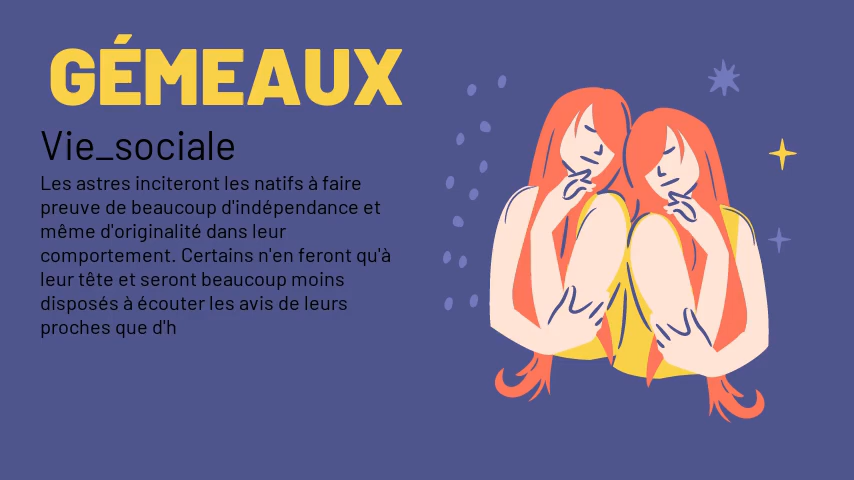 GÉMEAUX
Vie_sociale
Les astres inciteront les natifs à faire
preuve de beaucoup d'indépendance et
même d'originalité dans leur
comportement. Certains n'en feront qu'à
leur tête et seront beaucoup moins
disposés à écouter les avis de leurs
proches que d'h